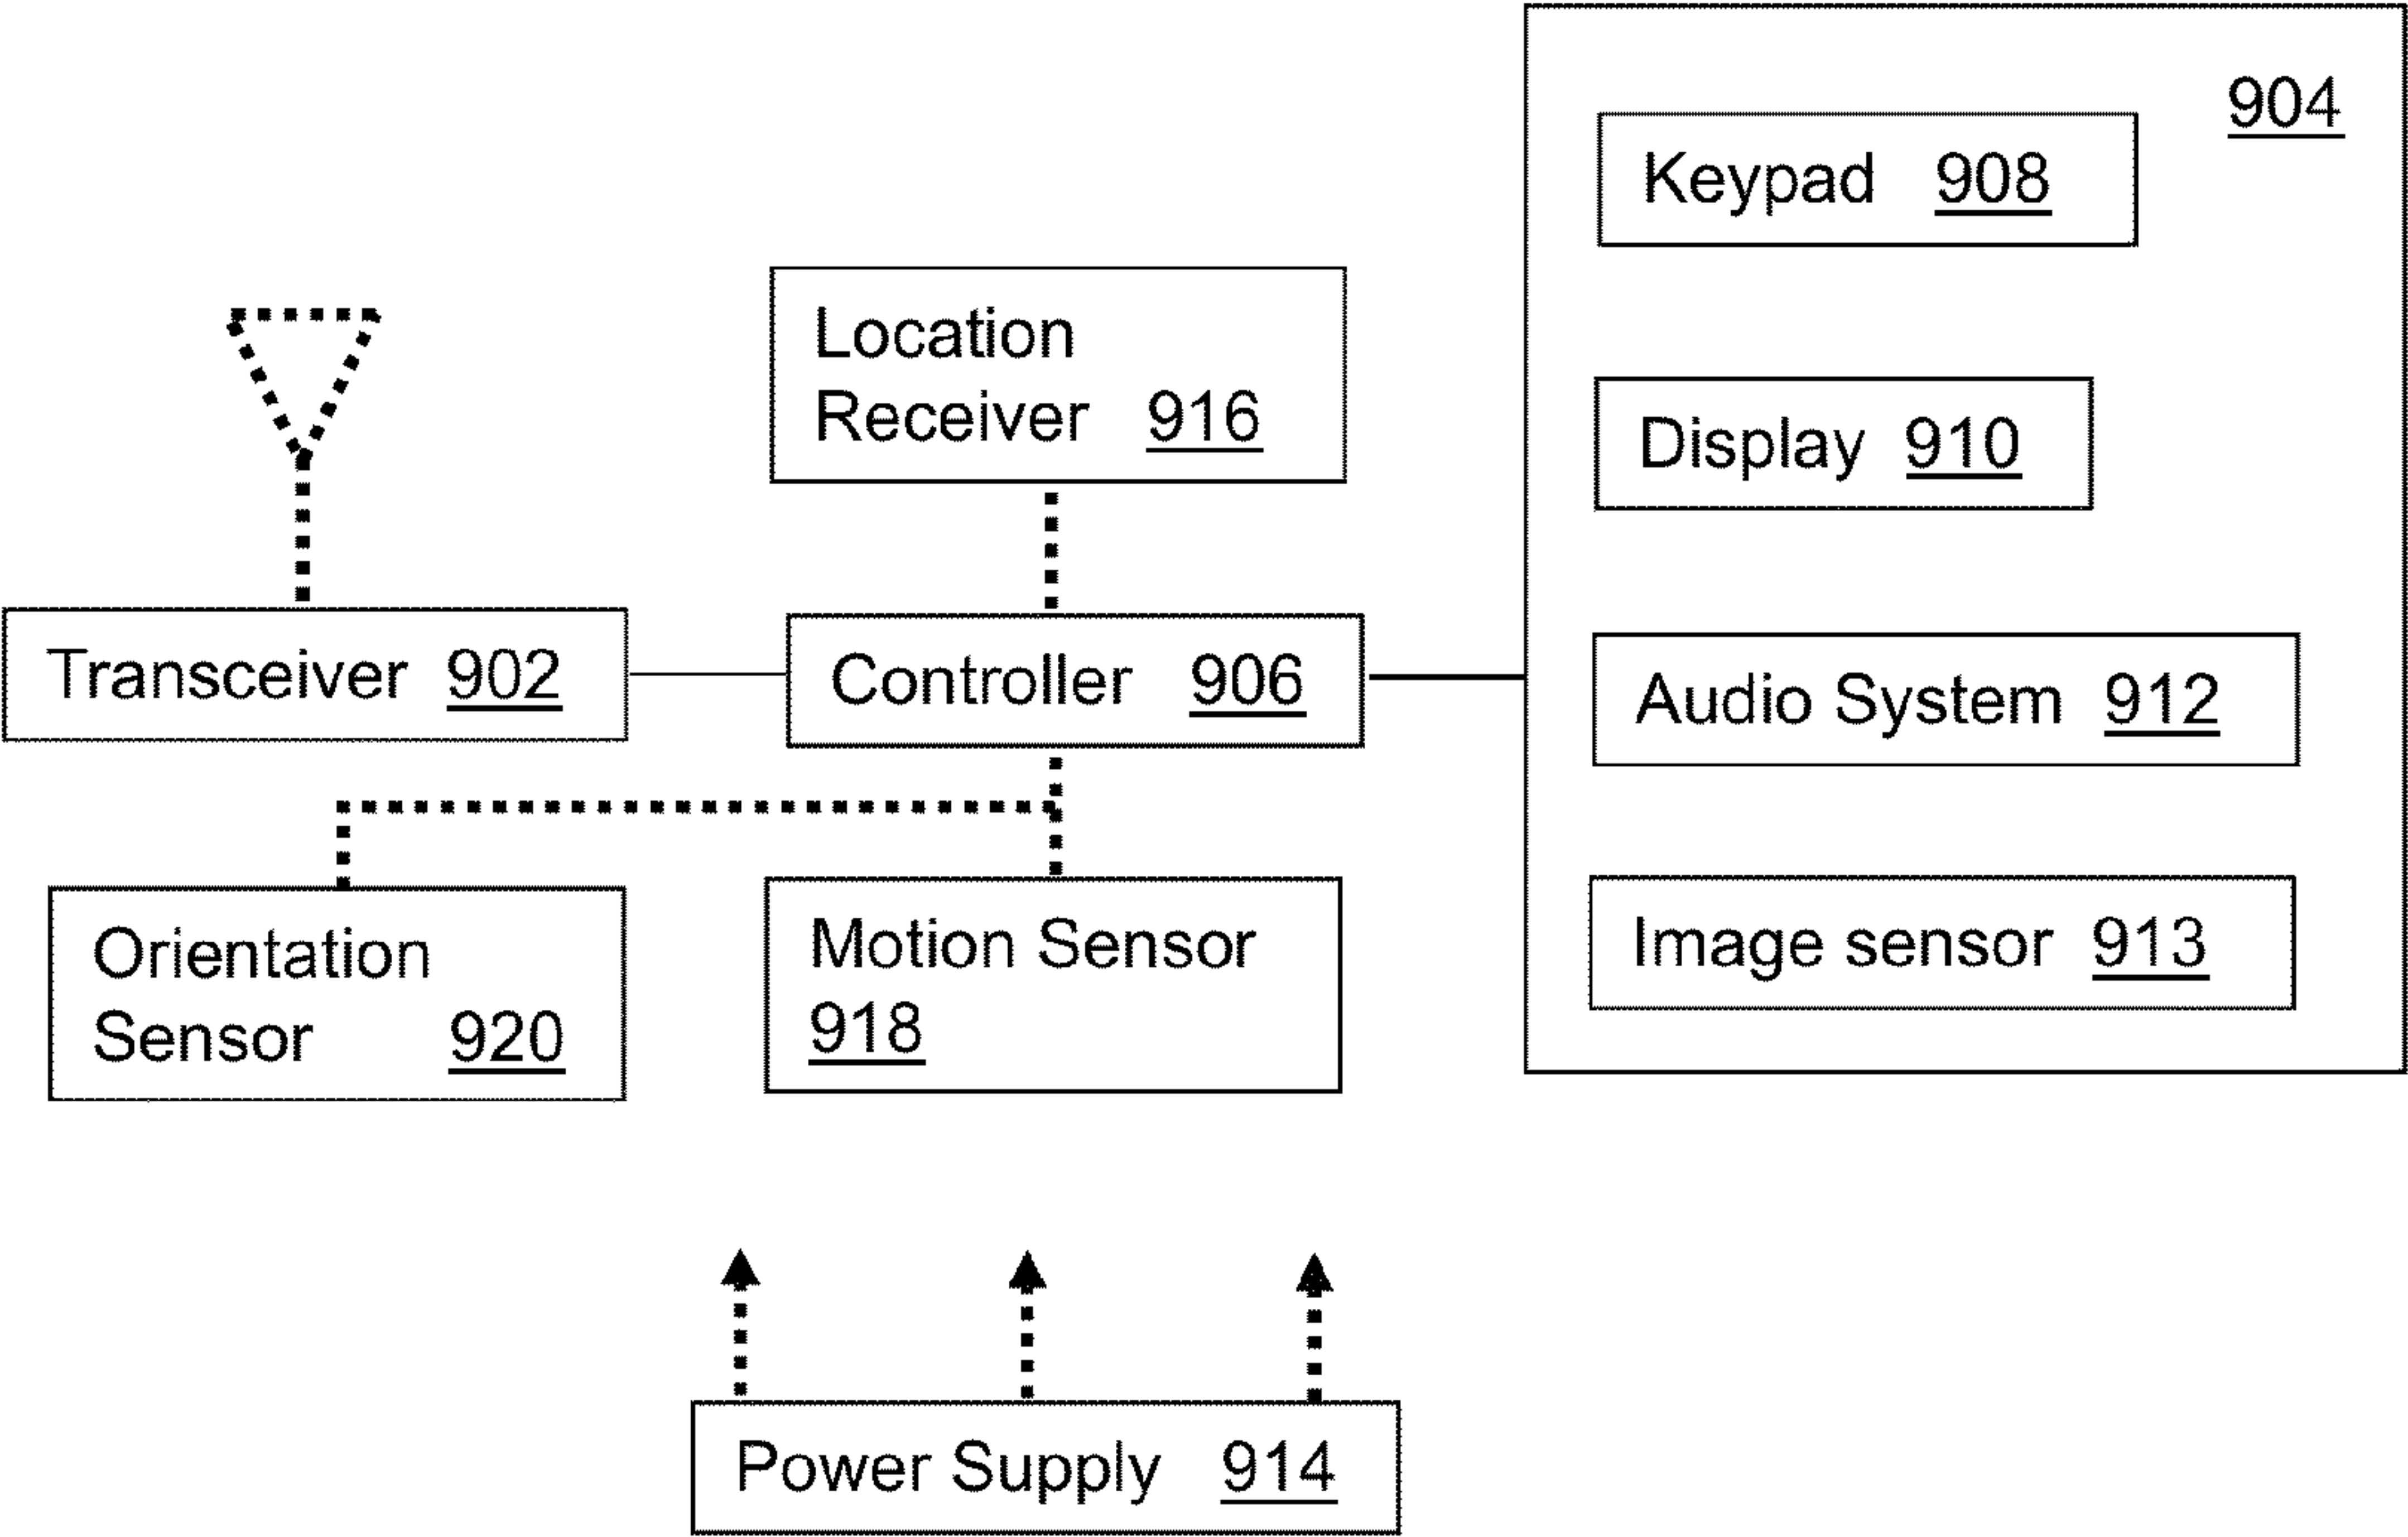 904
Keypad 908
Location
Receiver 916
Display 910
Transceiver 902
Controller 906
Audio System 912
Orientation
Sensor 920
Motion Sensor
918
Image sensor 913
Power Supply 914